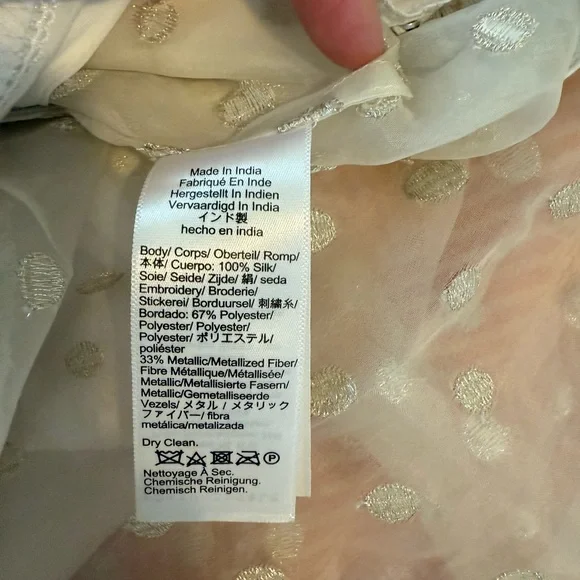 Made In India
Fabriqué En Inde
Hergestellt In Indien
Vervaardigd In India
インド製
hecho en india
Body/ Corps/ Oberteil/ Romp/
本体/ Cuerpo: 100% Silk/
Soie/ Seide/ Zijde/ 絹/ seda
Embroidery/ Broderie/
Stickerei/ Borduursel/ 刺繍糸/
Bordado: 67% Polyester/
Polyester/ Polyester/
Polyester/ ポリエステル/
poliéster
33% Metallic/Metallized Fiber/
Fibre Métallique/Métallisée/
Metallic/Metallisierte Fasern/
Metallic/Gemetalliseerde
Vezels/ メタル / メタリック
ファイバー/ fibra
metálica/metalizada
Dry Clean.
P
Nettoyage À Sec.
Chemische Reinigung.
Chemisch Reinigen.